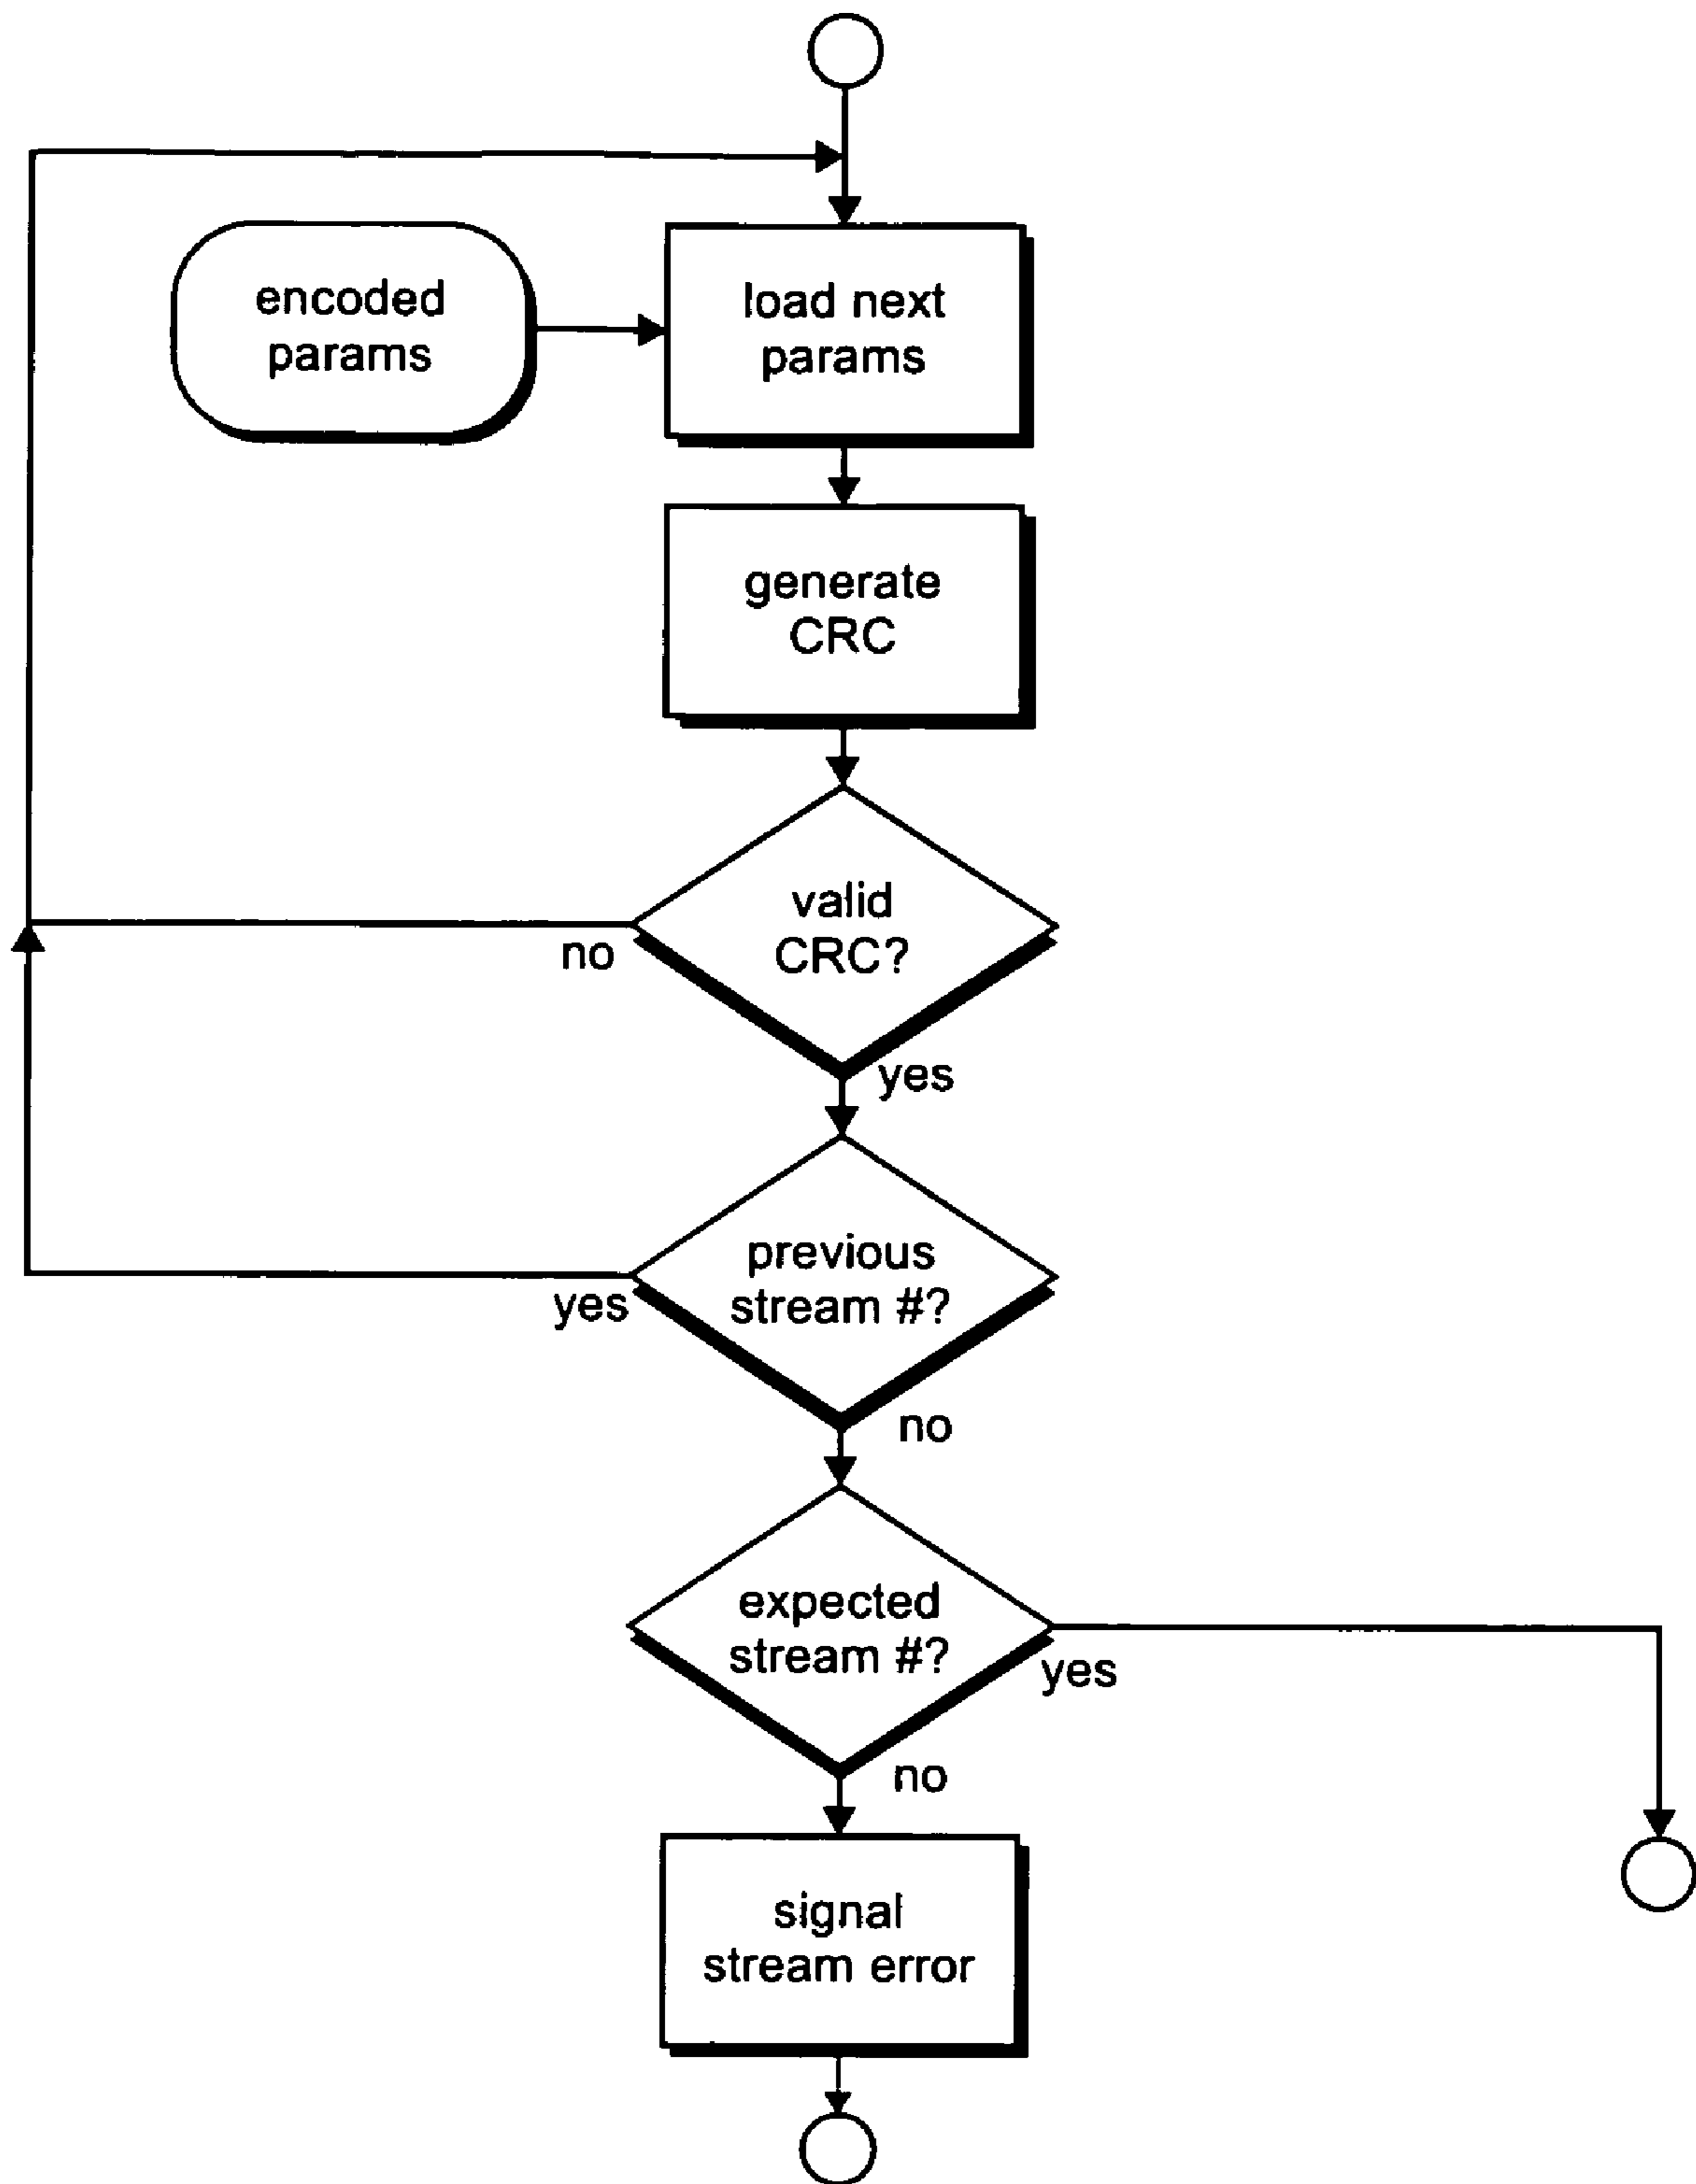 encoded
params
load next
params
generate
CRC
valid
CRC?
no
yes
previous
stream #?
yes
no
expected
stream #?
yes
no
signal
stream error